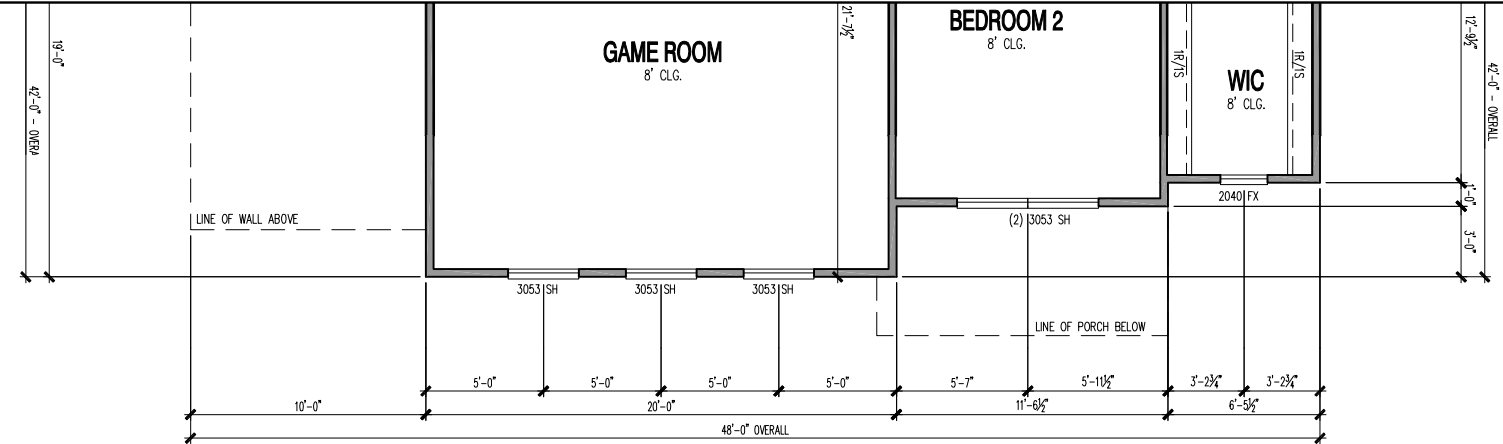 GAME ROOM
8' CLG.
BEDROOM 2
8' CLG.
WIC
8' CLG.
1R/1S
1R/1S
21'-7½"
19'-0"
42'-0" - OVERA
12'-9½"
42'-0" - OVERALL
1'-0"
3'-0"
LINE OF WALL ABOVE
2040 FX
(2) 3053 SH
3053 SH
3053 SH
3053 SH
LINE OF PORCH BELOW
5'-0"
5'-0"
5'-0"
5'-0"
5'-7"
5'-11½"
3'-2¾"
3'-2¾"
10'-0"
20'-0"
11'-6½"
6'-5½"
48'-0" OVERALL